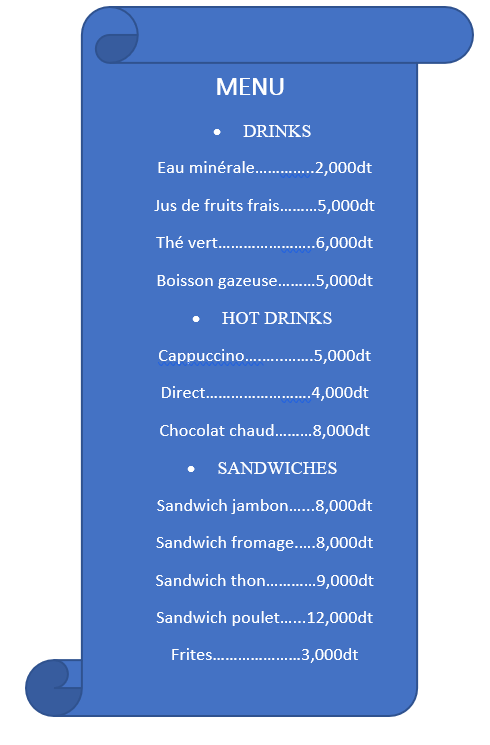 MENU
• DRINKS
Eau minérale…………..2,000dt
Jus de fruits frais………5,000dt
Thé vert…………………..6,000dt
Boisson gazeuse………5,000dt
• HOT DRINKS
Cappuccino…………….5,000dt
Direct…………………….4,000dt
Chocolat chaud………8,000dt
• SANDWICHES
Sandwich jambon…...8,000dt
Sandwich fromage…..8,000dt
Sandwich thon…………9,000dt
Sandwich poulet…...12,000dt
Frites…………………3,000dt